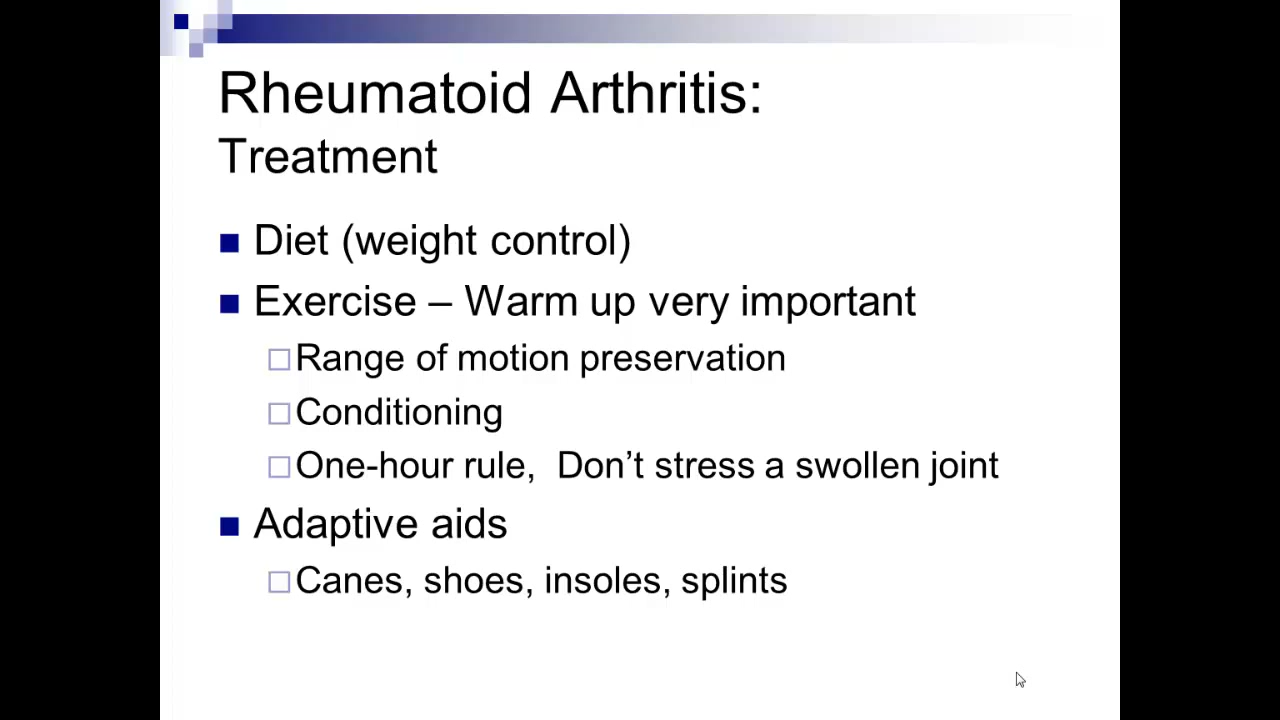 Rheumatoid Arthritis:
Treatment
Diet (weight control)
Exercise – Warm up very important
Range of motion preservation
Conditioning
One-hour rule,  Don’t stress a swollen joint
Adaptive aids
Canes, shoes, insoles, splints